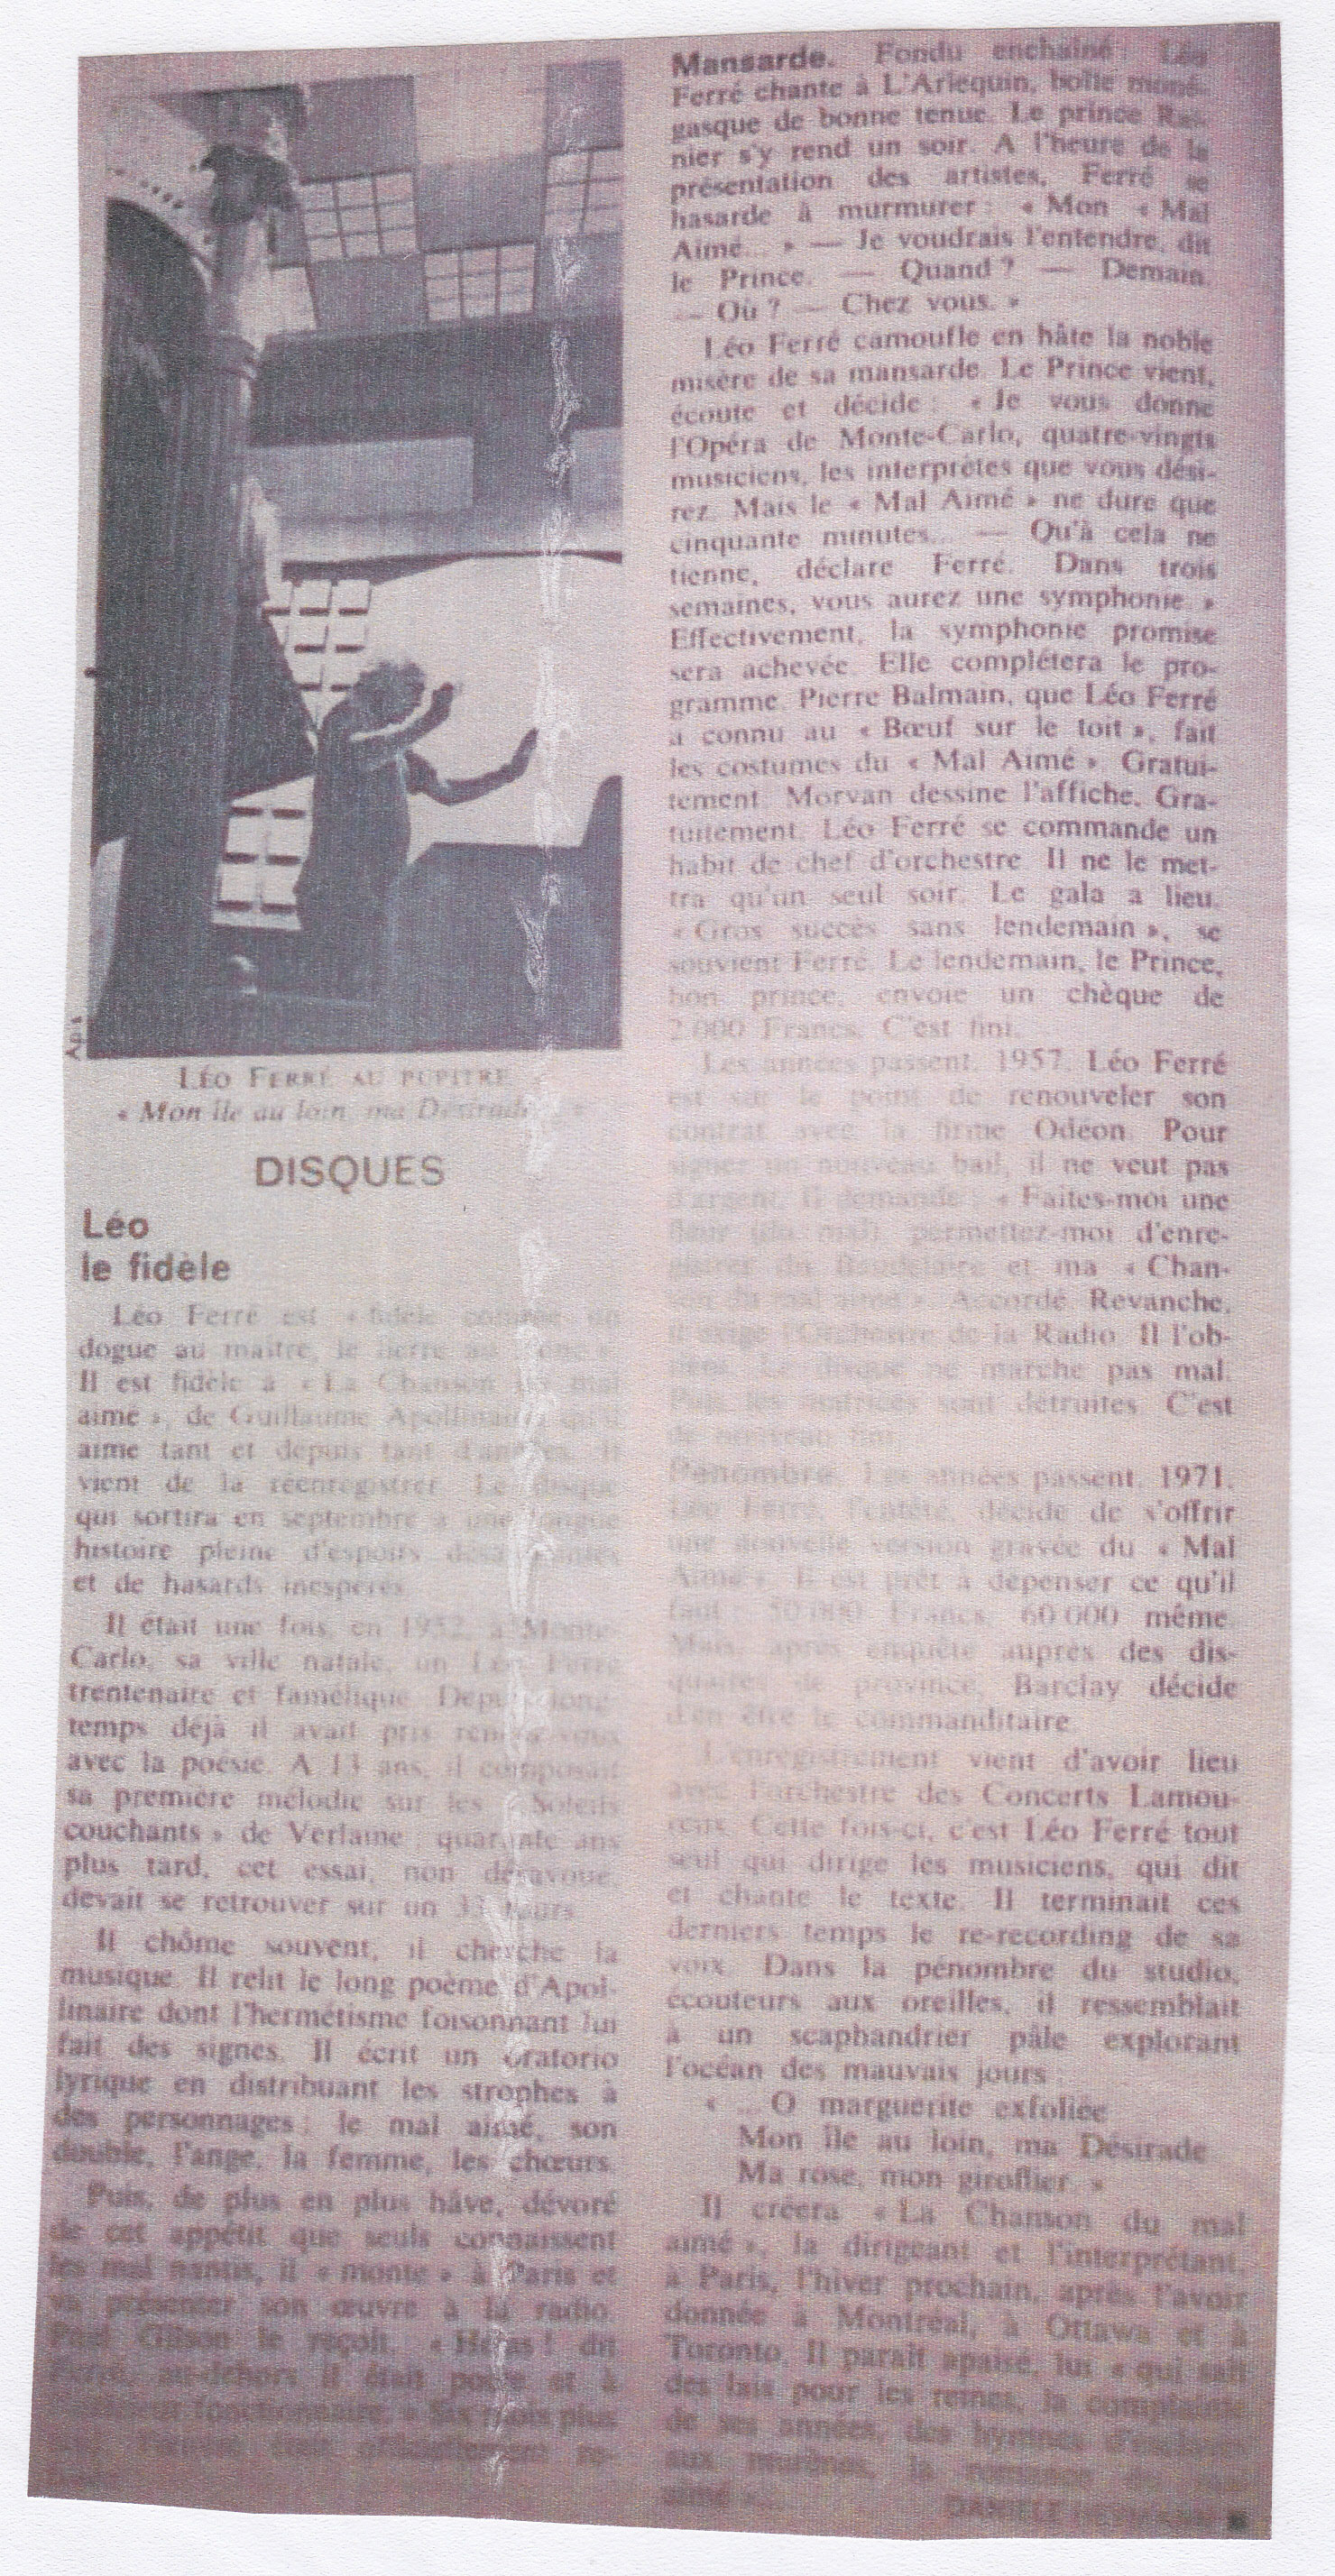 Apis
LÉO FERRÉ AU PUPITRE
« Mon île au loin, ma Désirade... »
DISQUES
Léo
le fidèle
Léo Ferré est « fidèle comme un
dogue au maître, le lierre au tronc ».
Il est fidèle à « La Chanson du mal
aimé », de Guillaume Apollinaire qu'il
aime tant et depuis tant d'années. Il
vient de la réenregistrer. Le disque
qui sortira en septembre a une longue
histoire pleine d'espoirs désappointés
et de hasards inespérés.
Il était une fois, en 1952, à Monte-
Carlo, sa ville natale, un Léo Ferré
trentenaire et famélique. Depuis long-
temps déjà il avait pris rendez-vous
avec la poésie. A 13 ans, il composait
sa première mélodie sur les « Soleils
couchants » de Verlaine ; quarante ans
plus tard, cet essai, non désavoué,
devait se retrouver sur un 33 tours.
Il chôme souvent, il cherche la
musique. Il relit le long poème d'Apol-
linaire dont l'hermétisme foisonnant lui
fait des signes. Il écrit un oratorio
lyrique en distribuant les strophes à
des personnages : le mal aimé, son
double, l'ange, la femme, les chœurs.
Puis, de plus en plus hâve, dévoré
de cet appétit que seuls connaissent
les mal nantis, il « monte » à Paris et
va présenter son œuvre à la radio.
Paul Gilson le reçoit. « Hélas ! dit
Ferré, au-dehors il était poète et à
l'intérieur fonctionnaire. » Six mois plus
re-
Mansarde. Fondu enchaîné : Léo
Ferré chante à L'Arlequin, boîte moné-
gasque de bonne tenue. Le prince Rai-
nier s'y rend un soir. A l'heure de la
présentation des artistes, Ferré se
hasarde à murmurer : « Mon « Mal
Aimé... » — Je voudrais l'entendre, dit
le Prince. — Quand ? — Demain.
— Où ? — Chez vous. »
Léo Ferré camoufle en hâte la noble
misère de sa mansarde. Le Prince vient,
écoute et décide : « Je vous donne
l'Opéra de Monte-Carlo, quatre-vingts
musiciens, les interprètes que vous dési-
rez. Mais le « Mal Aimé » ne dure que
cinquante minutes... — Qu'à cela ne
tienne, déclare Ferré. Dans trois
semaines, vous aurez une symphonie. »
Effectivement, la symphonie promise
sera achevée. Elle complétera le pro-
gramme. Pierre Balmain, que Léo Ferré
a connu au « Bœuf sur le toit », fait
les costumes du « Mal Aimé ». Gratui-
tement. Morvan dessine l'affiche. Gra-
tuitement. Léo Ferré se commande un
habit de chef d'orchestre. Il ne le met-
tra qu'un seul soir. Le gala a lieu.
« Gros succès sans lendemain », se
souvient Ferré. Le lendemain, le Prince,
bon prince, envoie un chèque de
2.000 Francs. C'est fini.
Les années passent. 1957. Léo Ferré
est sur le point de renouveler son
contrat avec la firme Odéon. Pour
signer un nouveau bail, il ne veut pas
d'argent. Il demande : « Faites-moi une
fleur (du mal), permettez-moi d'enre-
gistrer et ma « Chan-
son du mal aimé ». Accordé. Revanche,
il exige l'Orchestre de la Radio. Il l'ob-
tient. Le disque ne marche pas mal.
Puis les matrices sont détruites. C'est
de nouveau fini.
Pénombre. Les années passent. 1971.
Léo Ferré, l'entêté, décide de s'offrir
une nouvelle version gravée du « Mal
Aimé ». Il est prêt à dépenser ce qu'il
faut : 50 000 Francs, 60 000 même.
Mais, après enquête auprès des dis-
quaires de province, Barclay décide
d'en être le commanditaire.
L'enregistrement vient d'avoir lieu
avec l'orchestre des Concerts Lamou-
reux. Cette fois-ci, c'est Léo Ferré tout
seul qui dirige les musiciens, qui dit
et chante le texte. Il terminait ces
derniers temps le re-recording de sa
voix. Dans la pénombre du studio,
écouteurs aux oreilles, il ressemblait
à un scaphandrier pâle explorant
l'océan des mauvais jours :
« ... O marguerite exfoliée
Mon île au loin, ma Désirade
Ma rose, mon giroflier. »
Il créera « La Chanson du mal
aimé », la dirigeant et l'interprétant,
à Paris, l'hiver prochain, après l'avoir
donnée à Montréal, à Ottawa et à
Toronto. Il paraît apaisé, lui « qui sait
des lais pour les reines, la complainte
de ses années, des hymnes d'esclave
aux murènes, la romance du mal
aimé »...
DANIÈLE